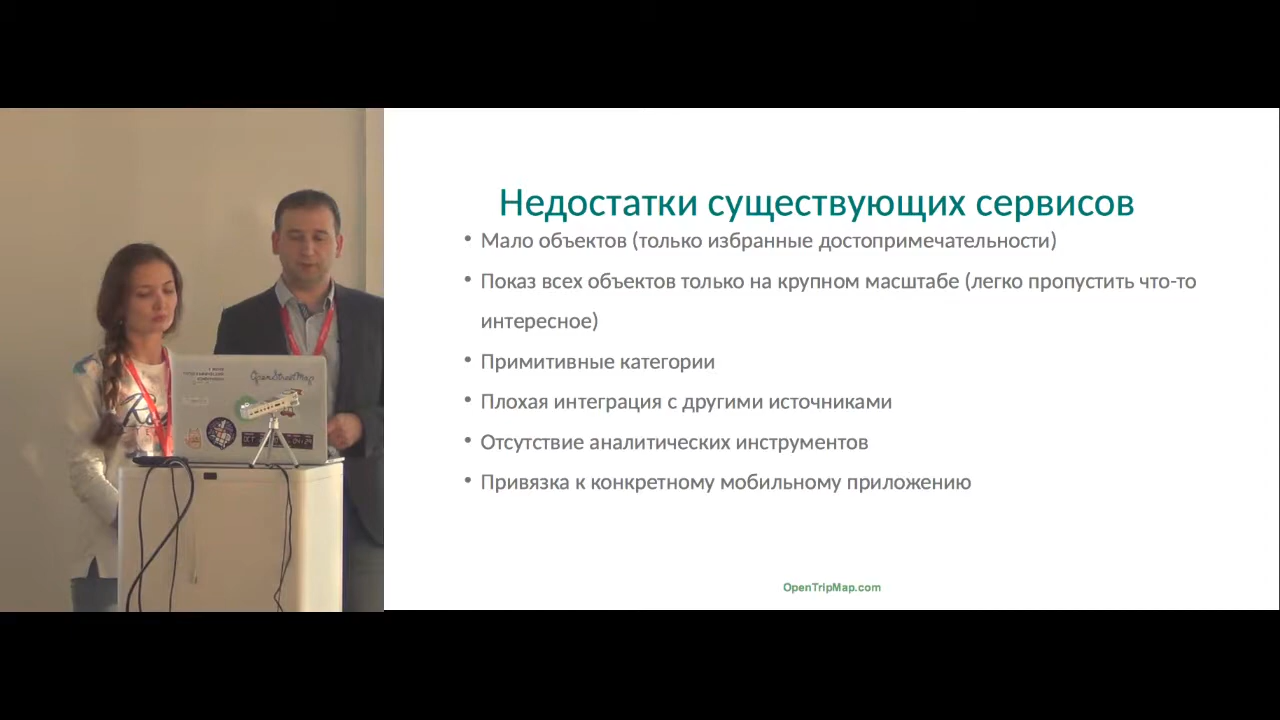 Недостатки существующих сервисов
• Мало объектов (только избранные достопримечательности)
• Показ всех объектов только на крупном масштабе (легко пропустить что-то
интересное)
• Примитивные категории
• Плохая интеграция с другими источниками
• Отсутствие аналитических инструментов
• Привязка к конкретному мобильному приложению
OpenTripMap.com
OpenStreetMap